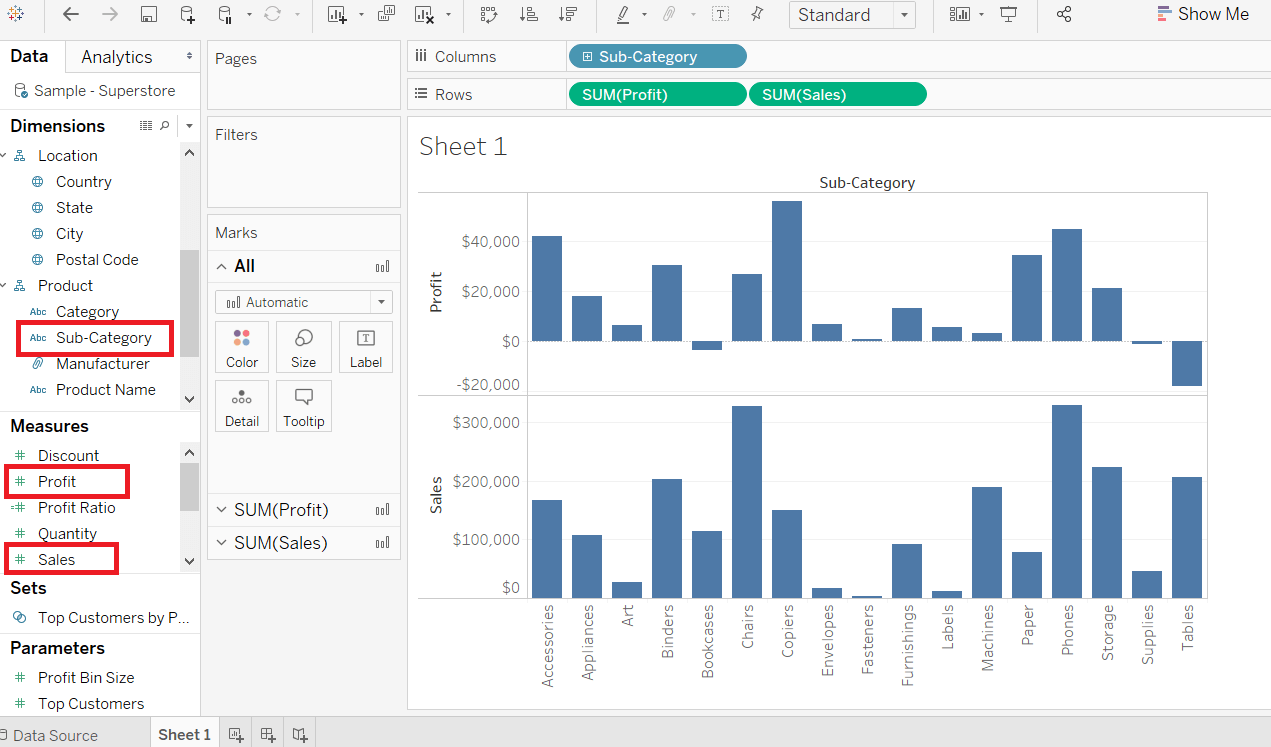 Standard
Show Me
Data
Analytics
Sample - Superstore
Dimensions
Location
Country
State
City
Postal Code
Product
Abc Category
Abc Sub-Category
Manufacturer
Abc Product Name
Measures
# Discount
# Profit
=# Profit Ratio
# Quantity
# Sales
Sets
Top Customers by P...
Parameters
# Profit Bin Size
# Top Customers
Pages
Filters
Marks
All
Automatic
Color
Size
T
Label
Detail
Tooltip
SUM(Profit)
SUM(Sales)
Columns
Sub-Category
Rows
SUM(Profit)
SUM(Sales)
Sheet 1
Sub-Category
Profit
$40,000
$20,000
$0
-$20,000
Sales
$300,000
$200,000
$100,000
$0
Accessories
Appliances
Art
Binders
Bookcases
Chairs
Copiers
Envelopes
Fasteners
Furnishings
Labels
Machines
Paper
Phones
Storage
Supplies
Tables
Data Source
Sheet 1